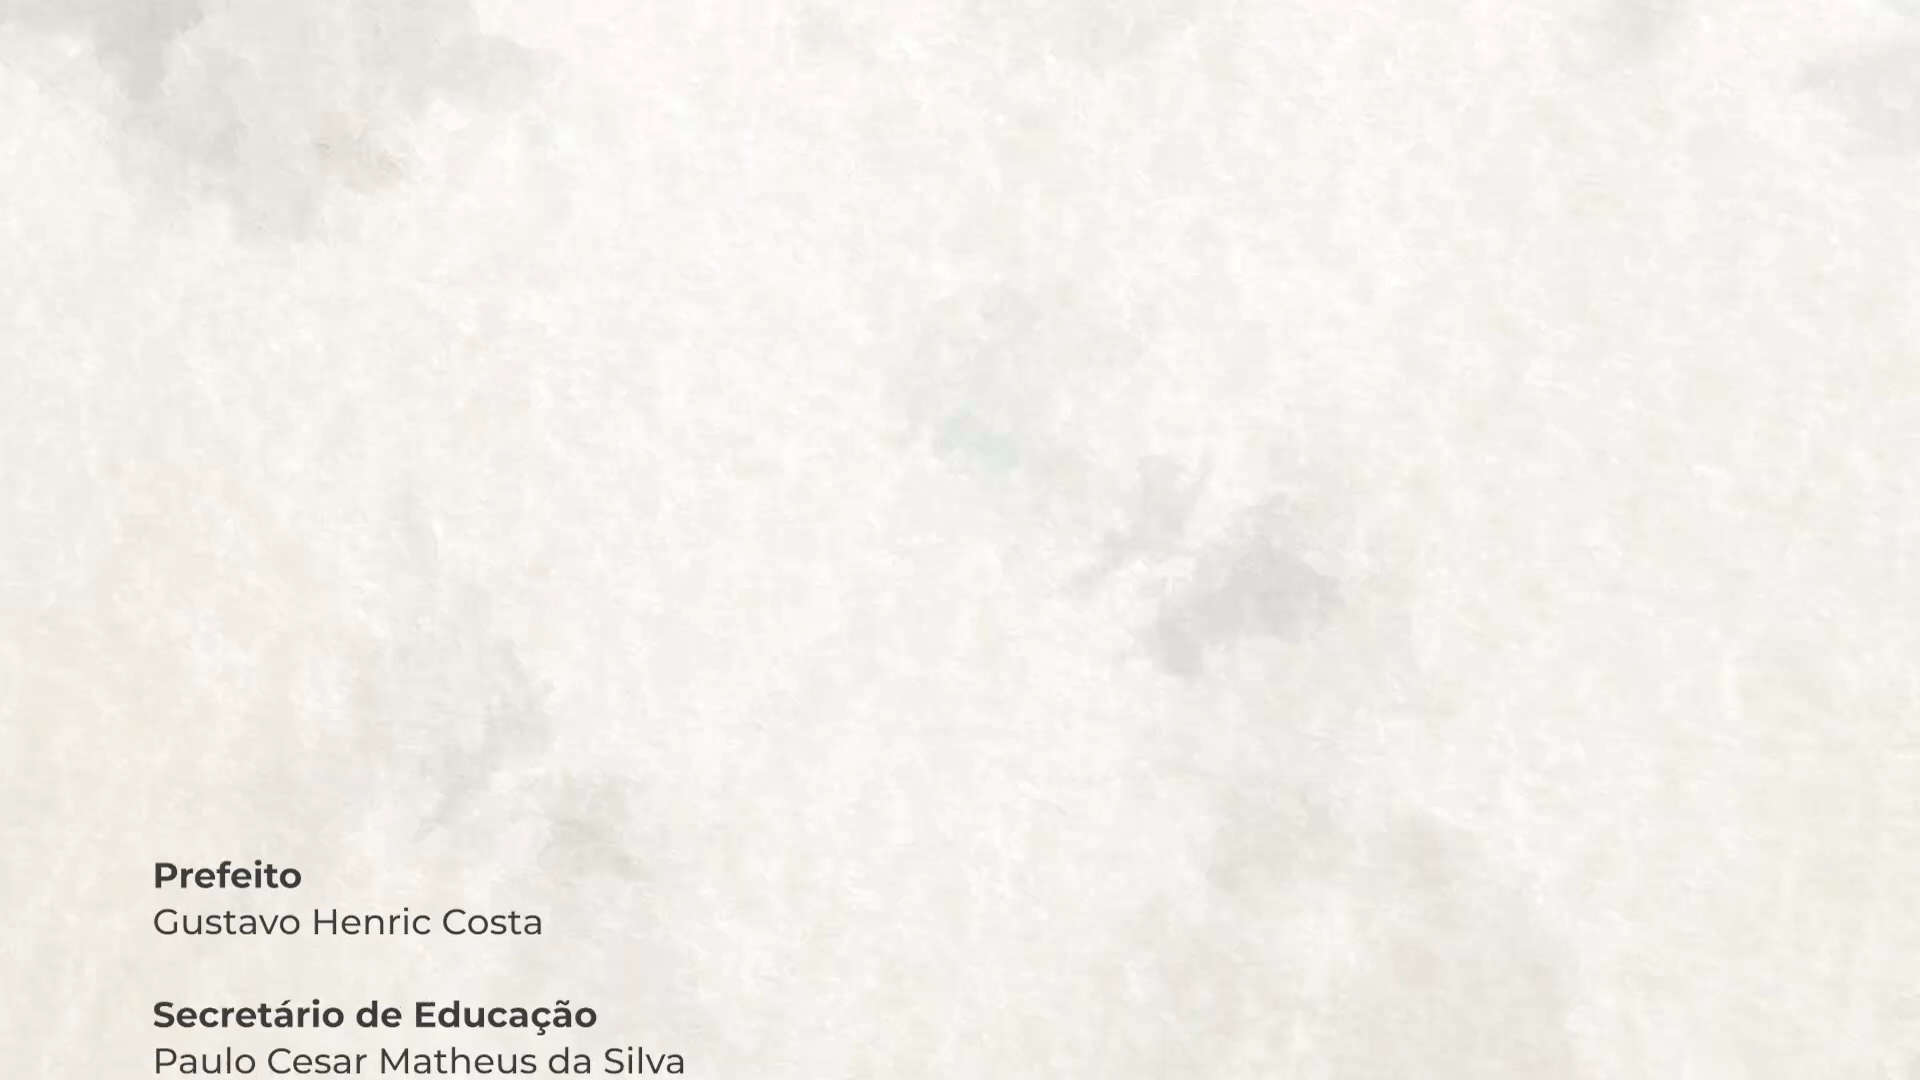 Prefeito
Gustavo Henric Costa
Secretário de Educação
Paulo Cesar Matheus da Silva